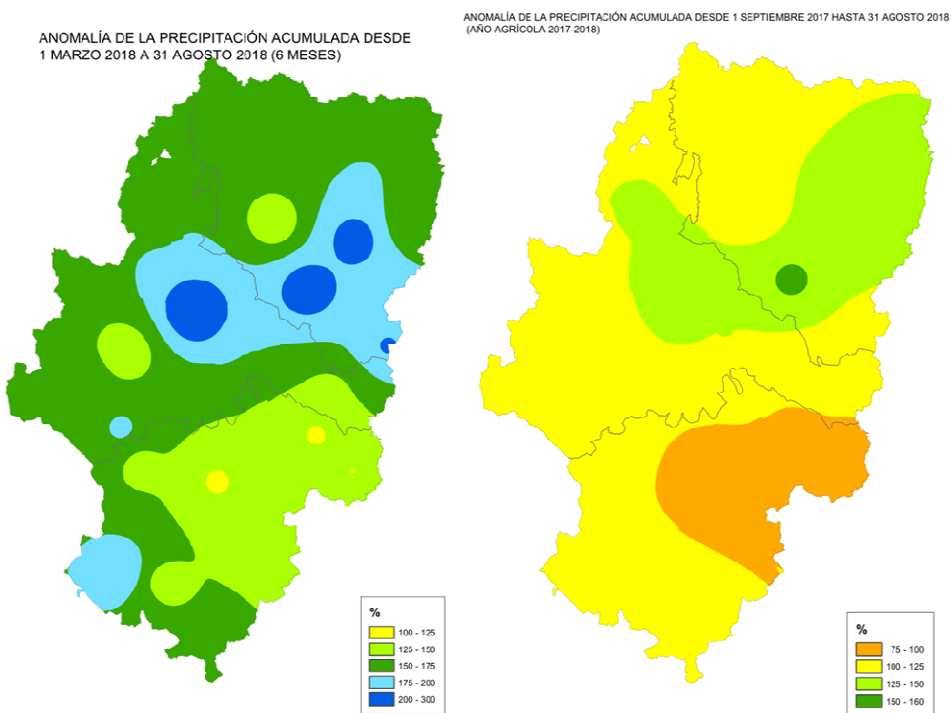 ANOMALÍA DE LA PRECIPITACIÓN ACUMULADA DESDE
1 MARZO 2018 A 31 AGOSTO 2018 (6 MESES)
%
100 - 125
125 - 150
150 - 175
175 - 200
200 - 300
ANOMALÍA DE LA PRECIPITACIÓN ACUMULADA DESDE 1 SEPTIEMBRE 2017 HASTA 31 AGOSTO 2018
(AÑO AGRÍCOLA 2017-2018)
%
75 - 100
100 - 125
125 - 150
150 - 160